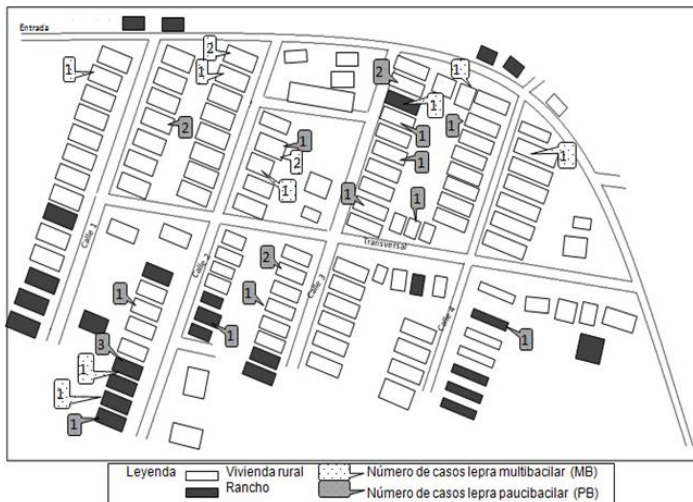 Entrada
2
1
1
2
1
1
2
1
1
1
2
1
1
1
1
1
Calle 1
Transversal
Calle 2
2
Calle 3
1
1
Calle 4
1
1
3
1
1
1
Leyenda
Vivienda rural
Rancho
Número de casos lepra multibacilar (MB)
Número de casos lepra paucibacilar (PB)